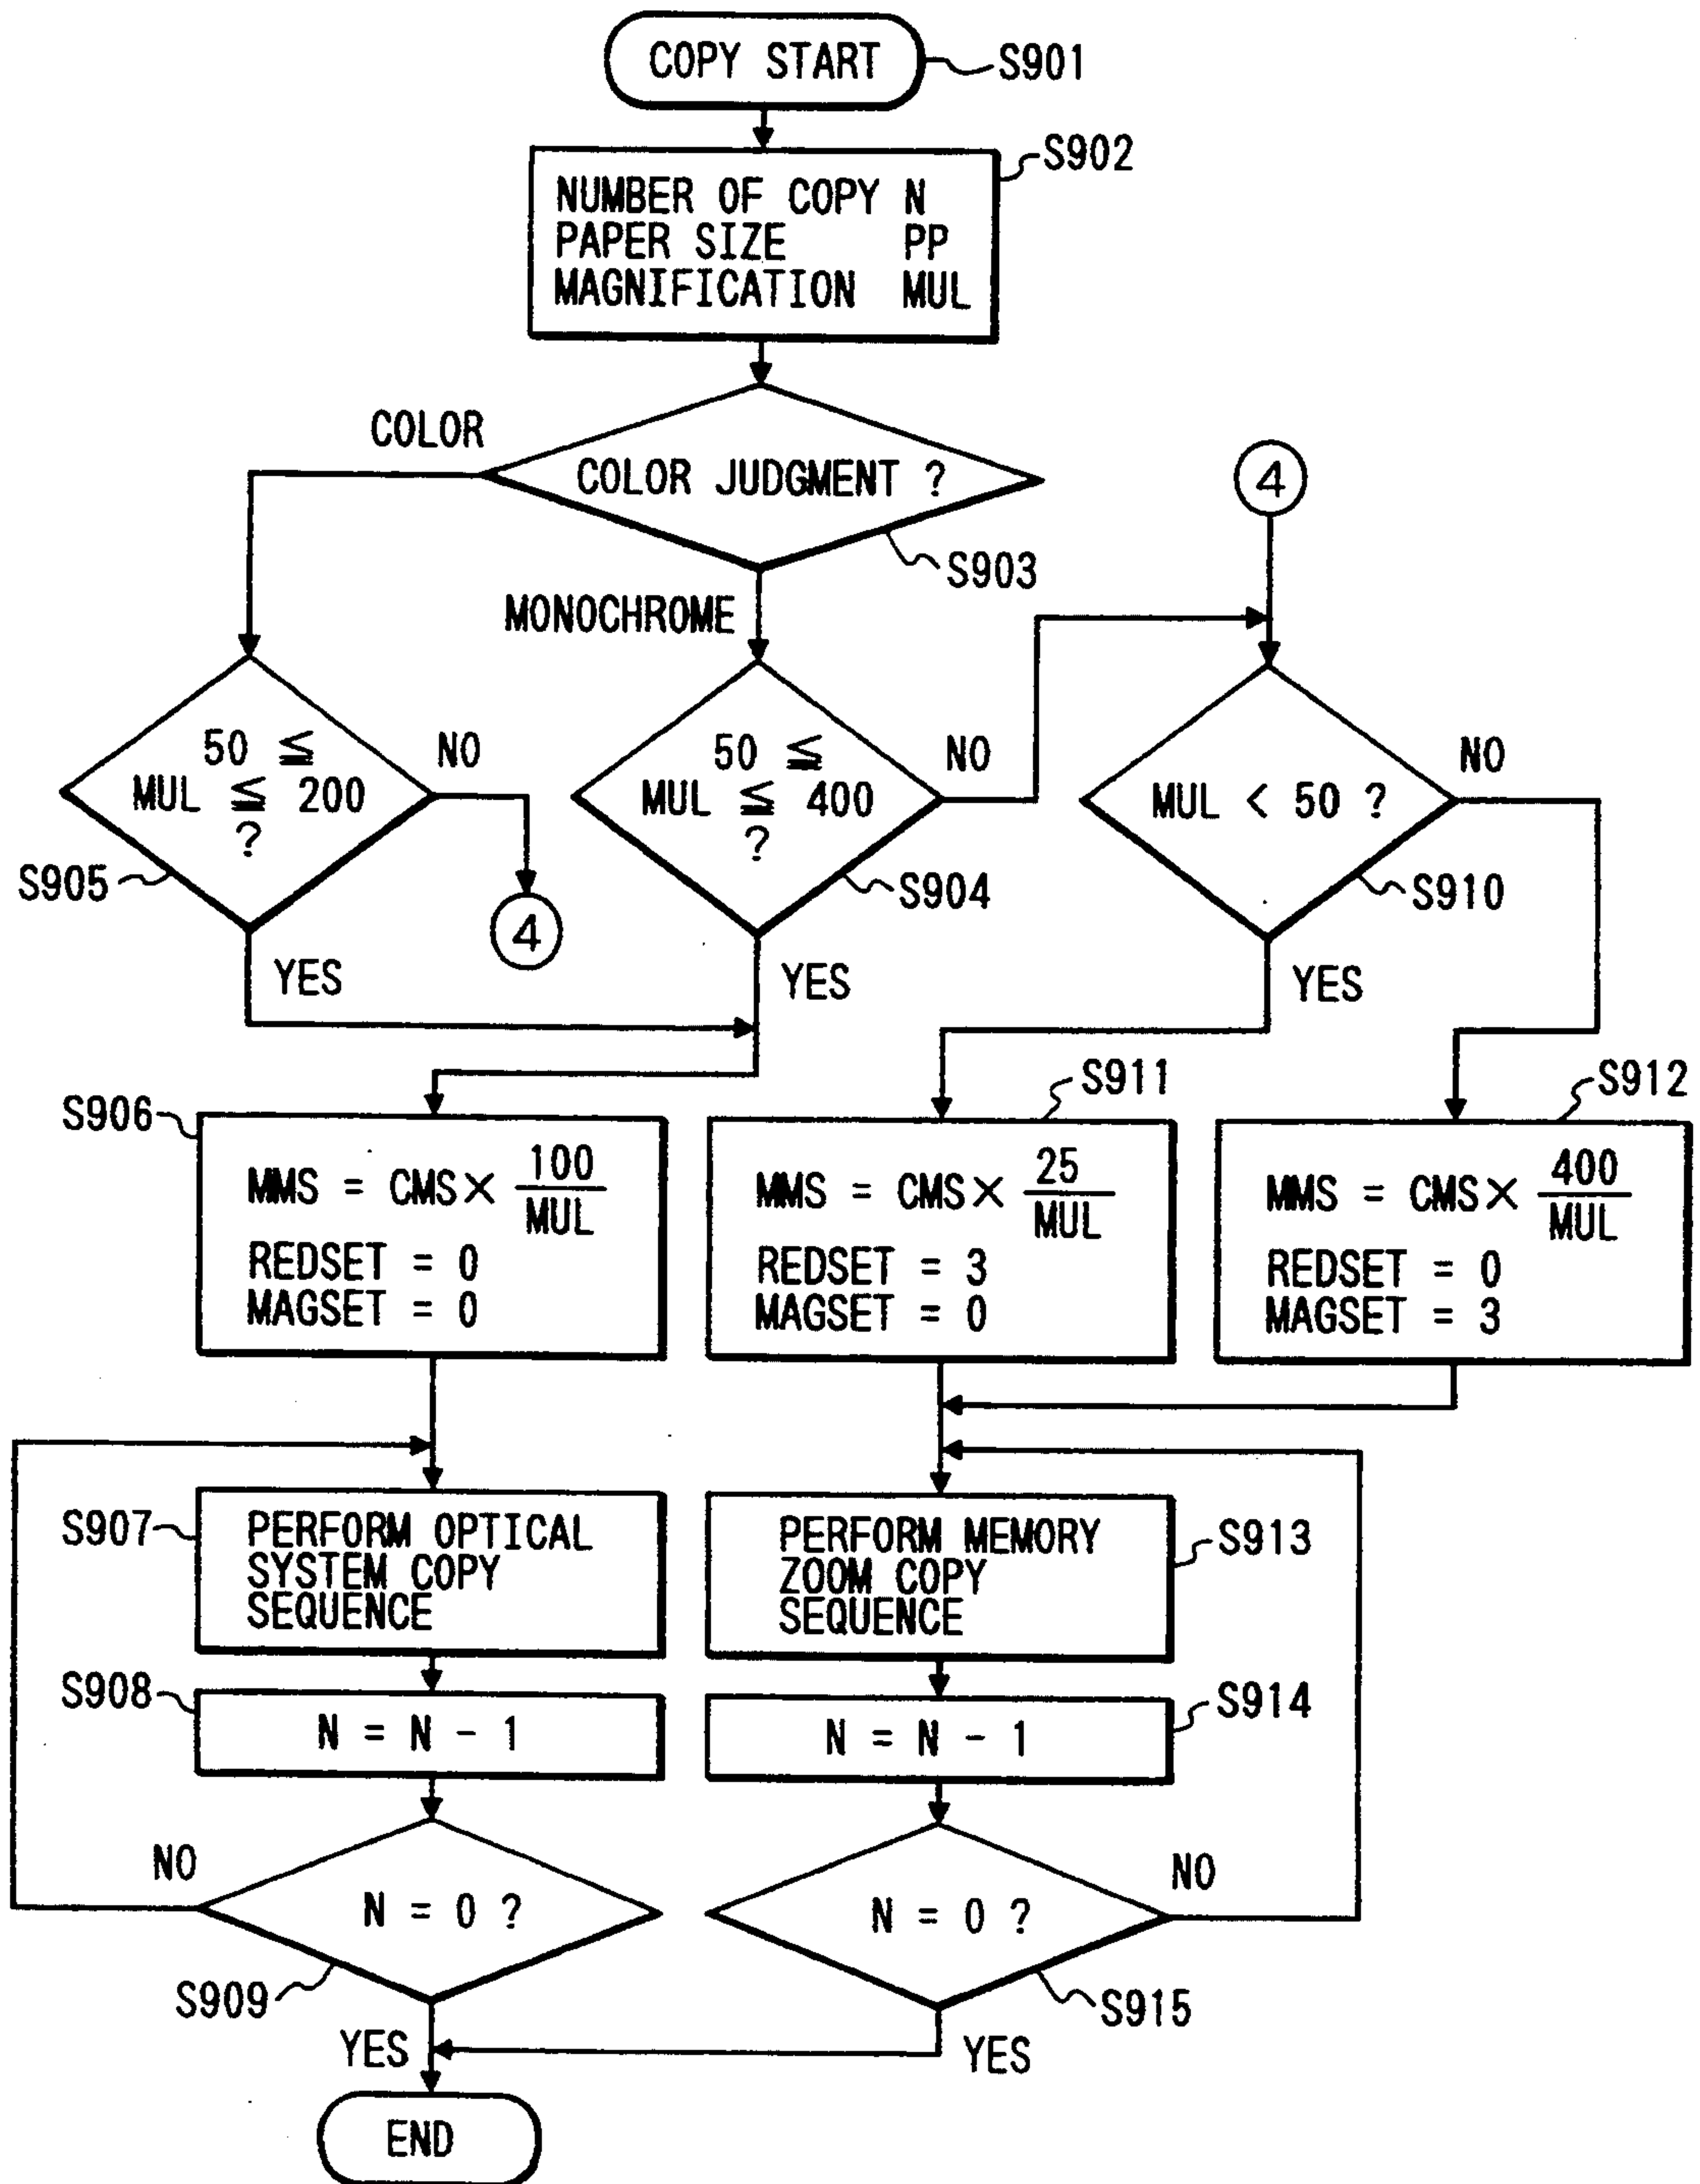 COPY START
S901
S902
NUMBER OF COPY N
PAPER SIZE PP
MAGNIFICATION MUL
COLOR
COLOR JUDGMENT ?
S903
4
MONOCHROME
50 ≦
MUL ≦ 200
?
NO
S905
4
YES
50 ≦
MUL ≦ 400
?
NO
S904
YES
MUL < 50 ?
NO
S910
YES
S906
MMS = CMS × 100/MUL
REDSET = 0
MAGSET = 0
S911
MMS = CMS × 25/MUL
REDSET = 3
MAGSET = 0
S912
MMS = CMS × 400/MUL
REDSET = 0
MAGSET = 3
S907
PERFORM OPTICAL
SYSTEM COPY
SEQUENCE
PERFORM MEMORY
ZOOM COPY
SEQUENCE
S913
S908
N = N - 1
N = N - 1
S914
NO
N = 0 ?
S909
YES
N = 0 ?
NO
S915
YES
END